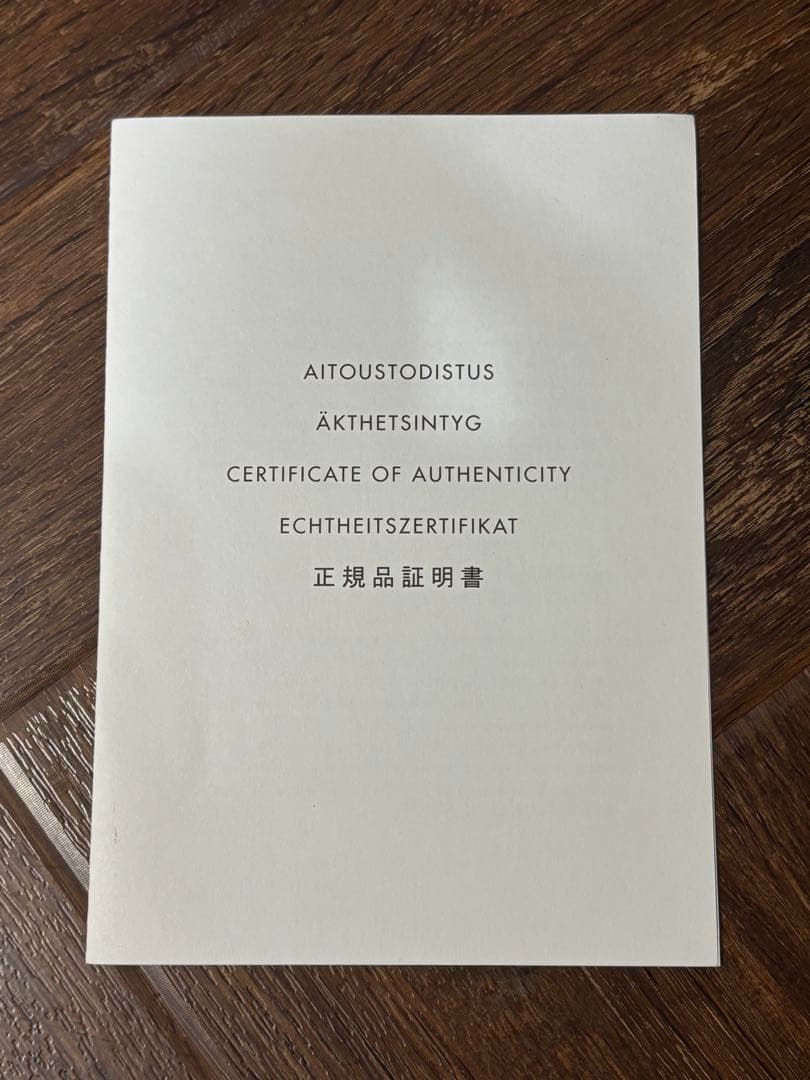 AITOUSTODISTUS
ÄKTHETSINTYG
CERTIFICATE OF AUTHENTICITY
ECHTHEITSZERTIFIKAT
正規品証明書